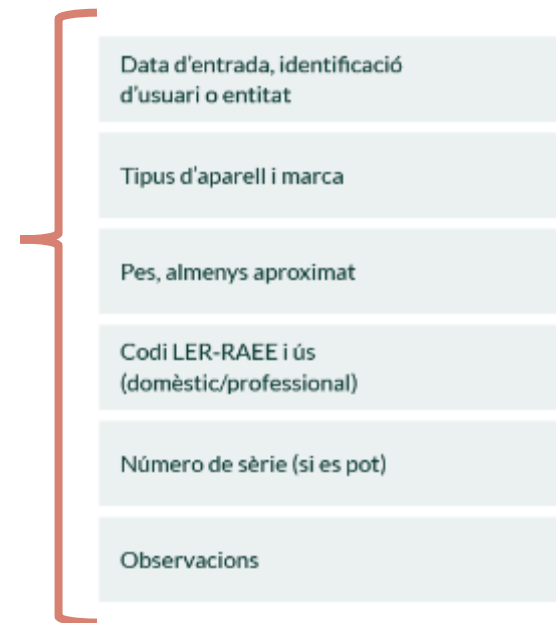 Data d'entrada, identificació
d'usuari o entitat
Tipus d'aparell i marca
Pes, almenys aproximat
Codi LER-RAEE i ús
(domèstic/professional)
Número de sèrie (si es pot)
Observacions